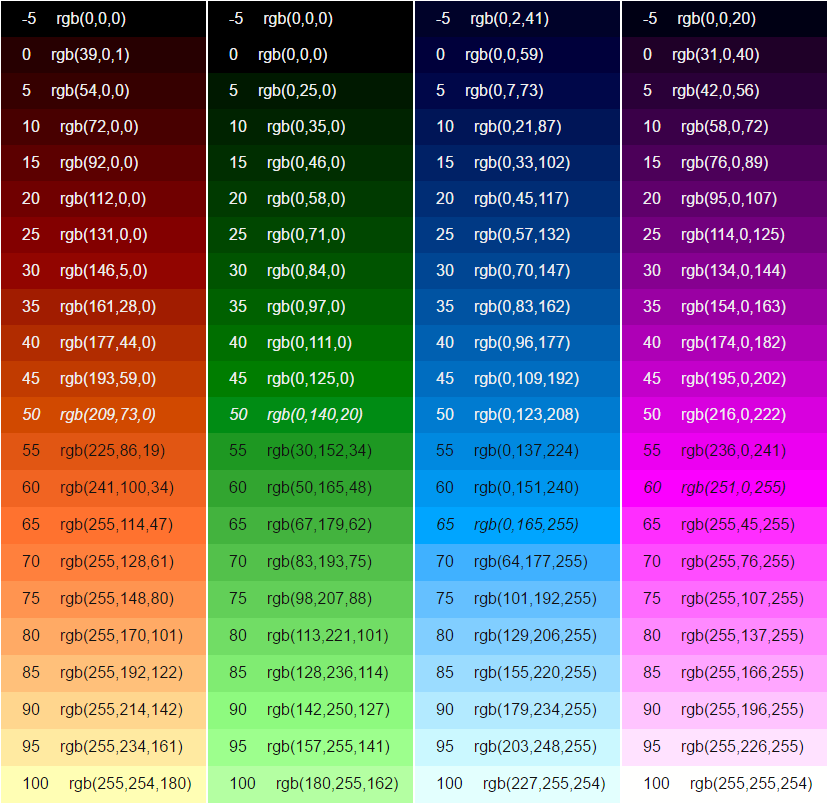 -5 rgb(0,0,0) -5 rgb(0,0,0) -5 rgb(0,2,41) -5 rgb(0,0,20)
0 rgb(39,0,1) 0 rgb(0,0,0) 0 rgb(0,0,59) 0 rgb(31,0,40)
5 rgb(54,0,0) 5 rgb(0,25,0) 5 rgb(0,7,73) 5 rgb(42,0,56)
10 rgb(72,0,0) 10 rgb(0,35,0) 10 rgb(0,21,87) 10 rgb(58,0,72)
15 rgb(92,0,0) 15 rgb(0,46,0) 15 rgb(0,33,102) 15 rgb(76,0,89)
20 rgb(112,0,0) 20 rgb(0,58,0) 20 rgb(0,45,117) 20 rgb(95,0,107)
25 rgb(131,0,0) 25 rgb(0,71,0) 25 rgb(0,57,132) 25 rgb(114,0,125)
30 rgb(146,5,0) 30 rgb(0,84,0) 30 rgb(0,70,147) 30 rgb(134,0,144)
35 rgb(161,28,0) 35 rgb(0,97,0) 35 rgb(0,83,162) 35 rgb(154,0,163)
40 rgb(177,44,0) 40 rgb(0,111,0) 40 rgb(0,96,177) 40 rgb(174,0,182)
45 rgb(193,59,0) 45 rgb(0,125,0) 45 rgb(0,109,192) 45 rgb(195,0,202)
50 rgb(209,73,0) 50 rgb(0,140,20) 50 rgb(0,123,208) 50 rgb(216,0,222)
55 rgb(225,86,19) 55 rgb(30,152,34) 55 rgb(0,137,224) 55 rgb(236,0,241)
60 rgb(241,100,34) 60 rgb(50,165,48) 60 rgb(0,151,240) 60 rgb(251,0,255)
65 rgb(255,114,47) 65 rgb(67,179,62) 65 rgb(0,165,255) 65 rgb(255,45,255)
70 rgb(255,128,61) 70 rgb(83,193,75) 70 rgb(64,177,255) 70 rgb(255,76,255)
75 rgb(255,148,80) 75 rgb(98,207,88) 75 rgb(101,192,255) 75 rgb(255,107,255)
80 rgb(255,170,101) 80 rgb(113,221,101) 80 rgb(129,206,255) 80 rgb(255,137,255)
85 rgb(255,192,122) 85 rgb(128,236,114) 85 rgb(155,220,255) 85 rgb(255,166,255)
90 rgb(255,214,142) 90 rgb(142,250,127) 90 rgb(179,234,255) 90 rgb(255,196,255)
95 rgb(255,234,161) 95 rgb(157,255,141) 95 rgb(203,248,255) 95 rgb(255,226,255)
100 rgb(255,254,180) 100 rgb(180,255,162) 100 rgb(227,255,254) 100 rgb(255,255,254)